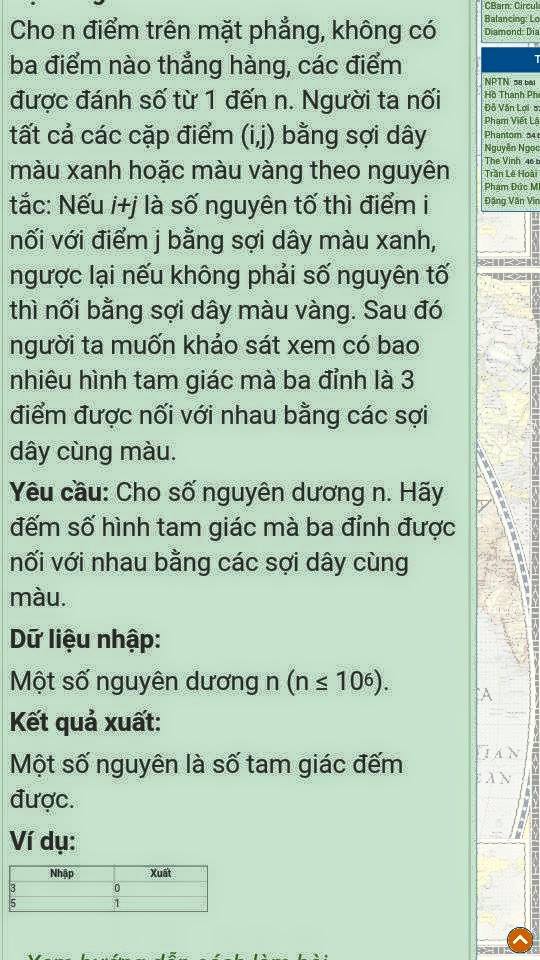 Cho n điểm trên mặt phẳng, không có
ba điểm nào thẳng hàng, các điểm
được đánh số từ 1 đến n. Người ta nối
tất cả các cặp điểm (i,j) bằng sợi dây
màu xanh hoặc màu vàng theo nguyên
tắc: Nếu i+j là số nguyên tố thì điểm i
nối với điểm j bằng sợi dây màu xanh,
ngược lại nếu không phải số nguyên tố
thì nối bằng sợi dây màu vàng. Sau đó
người ta muốn khảo sát xem có bao
nhiêu hình tam giác mà ba đỉnh là 3
điểm được nối với nhau bằng các sợi
dây cùng màu.
Yêu cầu: Cho số nguyên dương n. Hãy
đếm số hình tam giác mà ba đỉnh được
nối với nhau bằng các sợi dây cùng
màu.
Dữ liệu nhập:
Một số nguyên dương n (n ≤ 10⁶).
Kết quả xuất:
Một số nguyên là số tam giác đếm
được.
Ví dụ:
Nhập Xuất
3 0
5 1
CBarn: Circul
Balancing: Lo
Diamond: Dia
T
NPTN 58 bài
Hồ Thanh Ph
Đỗ Văn Lợi
Phạm Viết Lâ
Phantom 54
Nguyễn Ngọc
The Vinh 46 b
Trần Lê Hoài
Phạm Đức M
Đặng Văn Vin